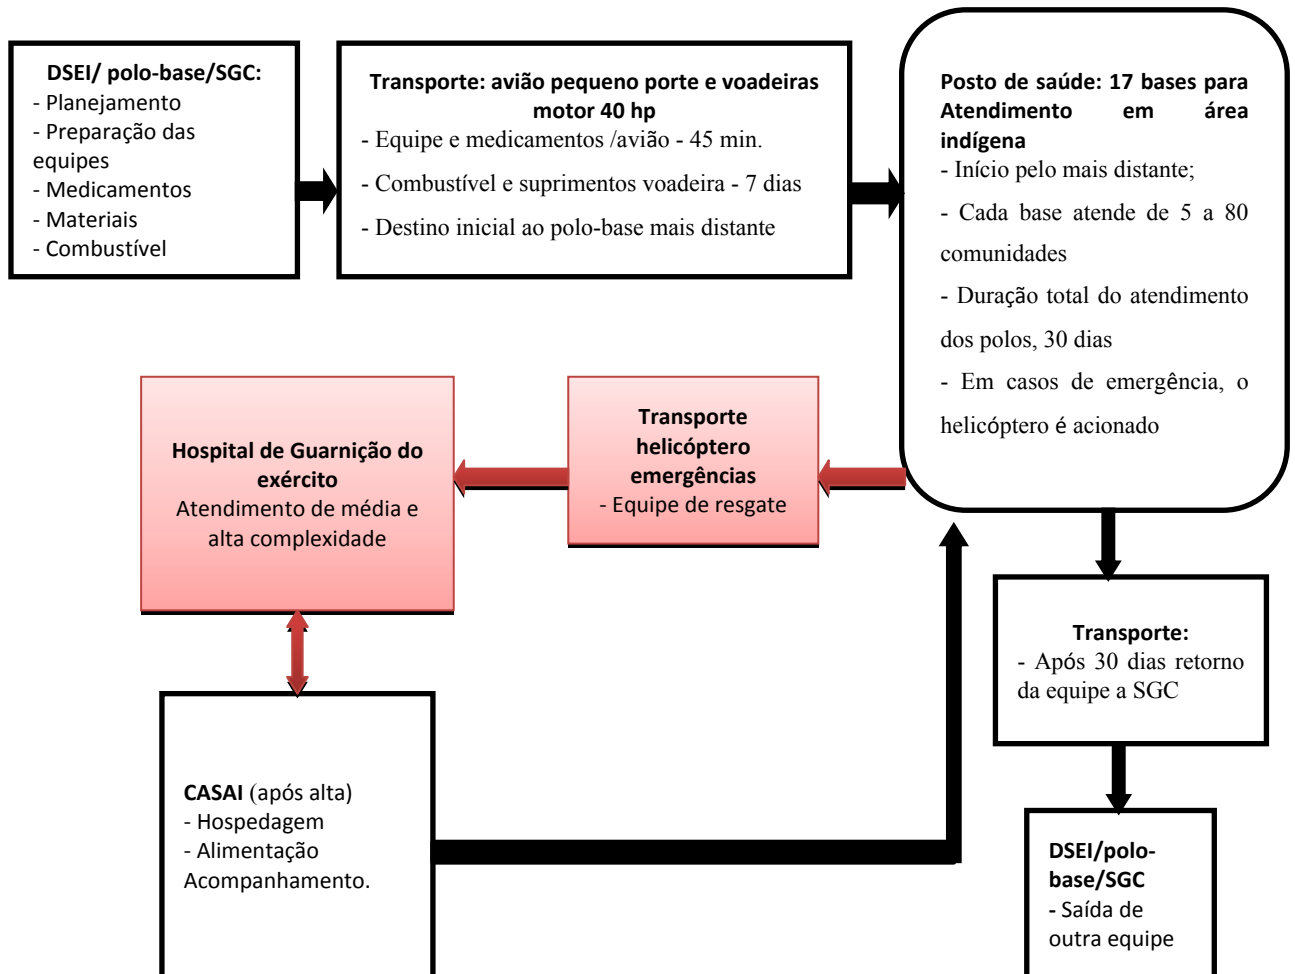 DSEI/ polo-base/SGC:
- Planejamento
- Preparação das
equipes
- Medicamentos
- Materiais
- Combustível
Transporte: avião pequeno porte e voadeiras
motor 40 hp
- Equipe e medicamentos /avião - 45 min.
- Combustível e suprimentos voadeira - 7 dias
- Destino inicial ao polo-base mais distante
Posto de saúde: 17 bases para
Atendimento em área
indígena
- Início pelo mais distante;
- Cada base atende de 5 a 80
comunidades
- Duração total do atendimento
dos polos, 30 dias
- Em casos de emergência, o
helicóptero é acionado
Transporte
helicóptero
emergências
- Equipe de resgate
Hospital de Guarnição do
exército
Atendimento de média e
alta complexidade
CASAI (após alta)
- Hospedagem
- Alimentação
Acompanhamento.
Transporte:
- Após 30 dias retorno
da equipe a SGC
DSEI/polo-
base/SGC
- Saída de
outra equipe